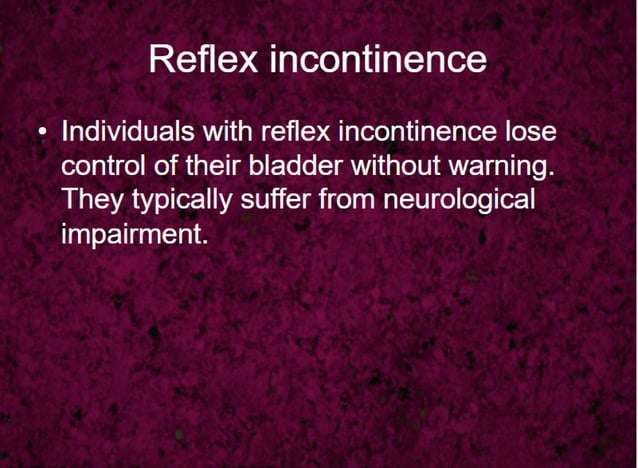 Reflex incontinence
• Individuals with reflex incontinence lose
control of their bladder without warning.
They typically suffer from neurological
impairment.